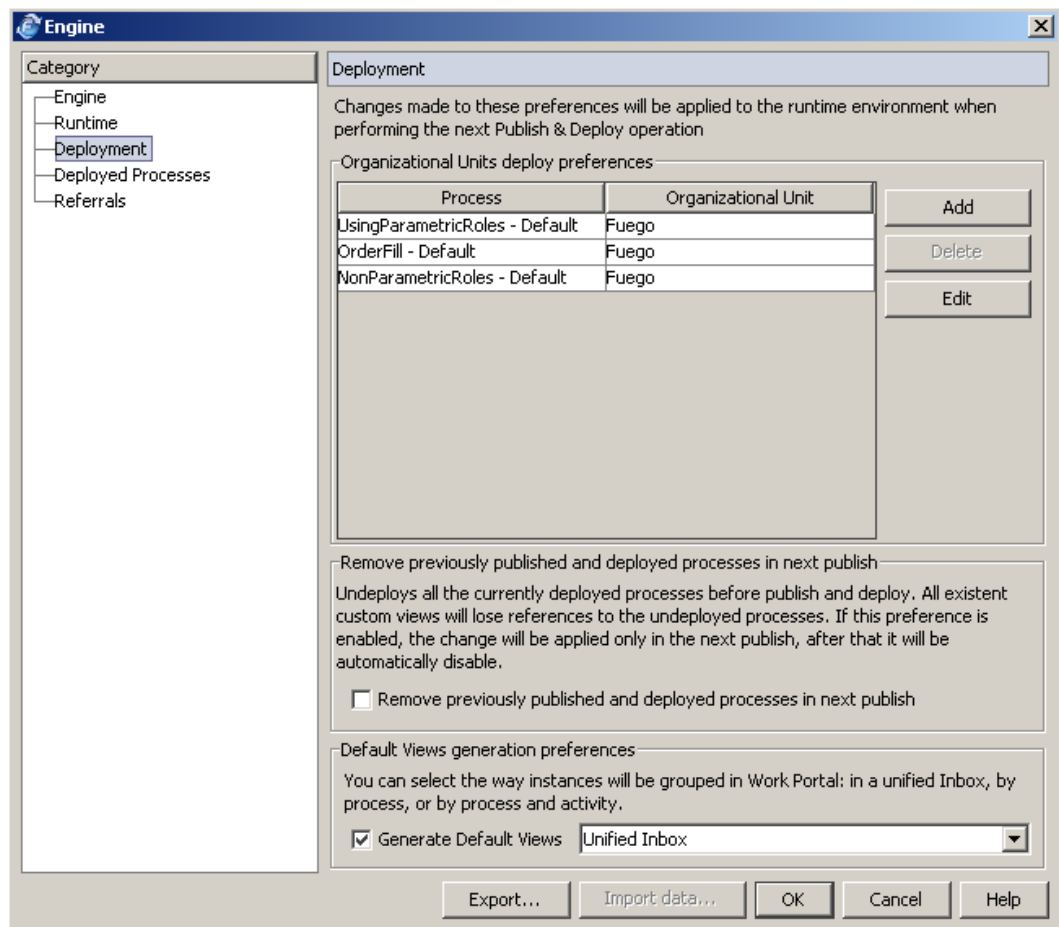 Engine
Category
Engine
Runtime
Deployment
Deployed Processes
Referrals
Deployment
Changes made to these preferences will be applied to the runtime environment when
performing the next Publish & Deploy operation
Organizational Units deploy preferences
Process Organizational Unit
UsingParametricRoles - Default Fuego
OrderFill - Default Fuego
NonParametricRoles - Default Fuego
Add
Delete
Edit
Remove previously published and deployed processes in next publish
Undeploys all the currently deployed processes before publish and deploy. All existent
custom views will lose references to the undeployed processes. If this preference is
enabled, the change will be applied only in the next publish, after that it will be
automatically disable.
Remove previously published and deployed processes in next publish
Default Views generation preferences
You can select the way instances will be grouped in Work Portal: in a unified Inbox, by
process, or by process and activity.
Generate Default Views Unified Inbox
Export... Import data... OK Cancel Help